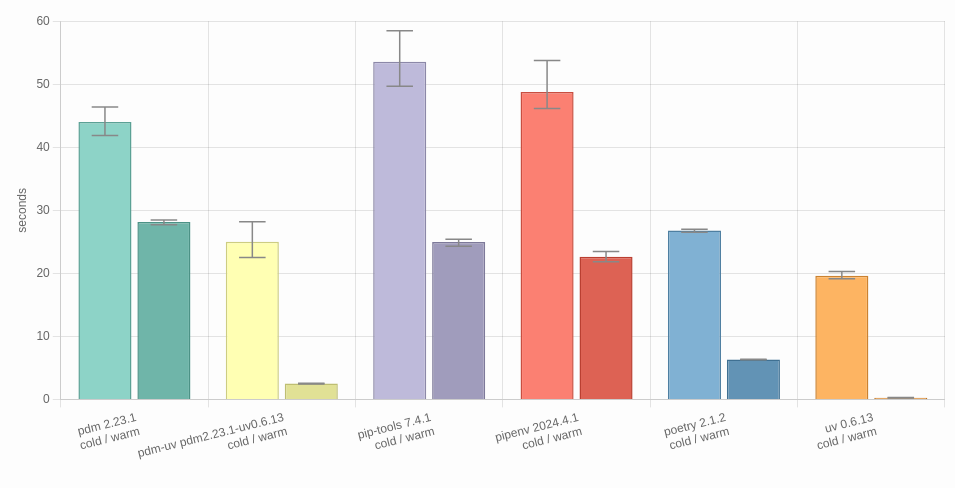 60
50
40
30
20
10
0
seconds
pdm 2.23.1
cold / warm
pdm-uv pdm2.23.1-uv0.6.13
cold / warm
pip-tools 7.4.1
cold / warm
pipenv 2024.4.1
cold / warm
poetry 2.1.2
cold / warm
uv 0.6.13
cold / warm